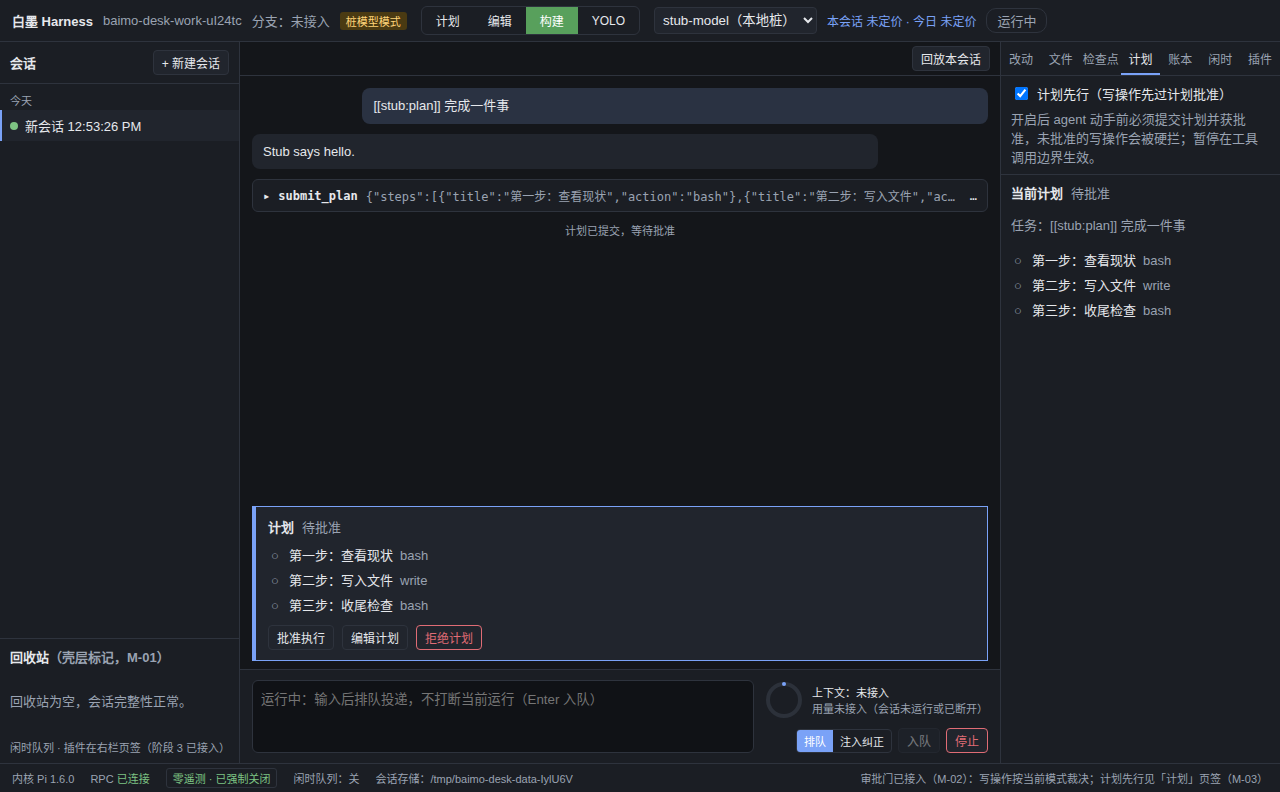 白墨 Harness baimo-desk-work-uI24tc 分支：未接入 桩模型模式 计划 编辑 构建 YOLO stub-model（本地桩） 本会话 未定价 · 今日 未定价 运行中
会话 + 新建会话
今天
新会话 12:53:26 PM
回收站（壳层标记，M-01）
回收站为空，会话完整性正常。
闲时队列 · 插件在右栏页签（阶段 3 已接入）
回放本会话
[[stub:plan]] 完成一件事
Stub says hello.
▸ submit_plan {"steps":[{"title":"第一步：查看现状","action":"bash"},{"title":"第二步：写入文件","ac… …
计划已提交，等待批准
计划 待批准
○ 第一步：查看现状 bash
○ 第二步：写入文件 write
○ 第三步：收尾检查 bash
批准执行 编辑计划 拒绝计划
运行中：输入后排队投递，不打断当前运行（Enter 入队）
上下文：未接入
用量未接入（会话未运行或已断开）
排队 注入纠正 入队 停止
改动 文件 检查点 计划 账本 闲时 插件
计划先行（写操作先过计划批准）
开启后 agent 动手前必须提交计划并获批
准，未批准的写操作会被硬拦；暂停在工具
调用边界生效。
当前计划 待批准
任务：[[stub:plan]] 完成一件事
○ 第一步：查看现状 bash
○ 第二步：写入文件 write
○ 第三步：收尾检查 bash
内核 Pi 1.6.0 RPC 已连接 零遥测 · 已强制关闭 闲时队列：关 会话存储：/tmp/baimo-desk-data-IylU6V 审批门已接入（M-02）：写操作按当前模式裁决；计划先行见「计划」页签（M-03）